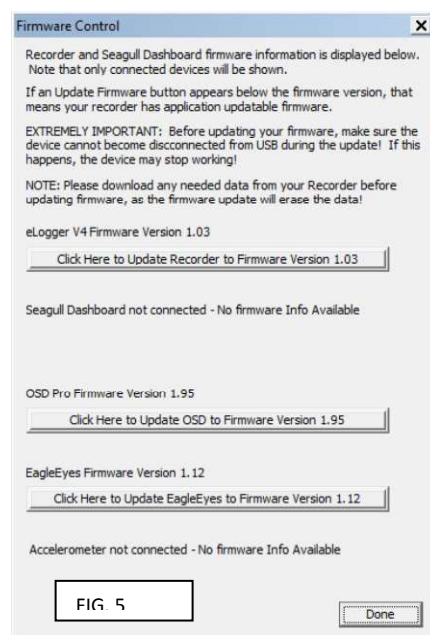 Firmware Control
Recorder and Seagull Dashboard firmware information is displayed below.
Note that only connected devices will be shown.
If an Update Firmware button appears below the firmware version, that
means your recorder has application updatable firmware.
EXTREMELY IMPORTANT: Before updating your firmware, make sure the
device cannot become discconnected from USB during the update! If this
happens, the device may stop working!
NOTE: Please download any needed data from your Recorder before
updating firmware, as the firmware update will erase the data!
eLogger V4 Firmware Version 1.03
Click Here to Update Recorder to Firmware Version 1.03
Seagull Dashboard not connected - No firmware Info Available
OSD Pro Firmware Version 1.95
Click Here to Update OSD to Firmware Version 1.95
EagleEyes Firmware Version 1.12
Click Here to Update EagleEyes to Firmware Version 1.12
Accelerometer not connected - No firmware Info Available
FIG. 5
Done